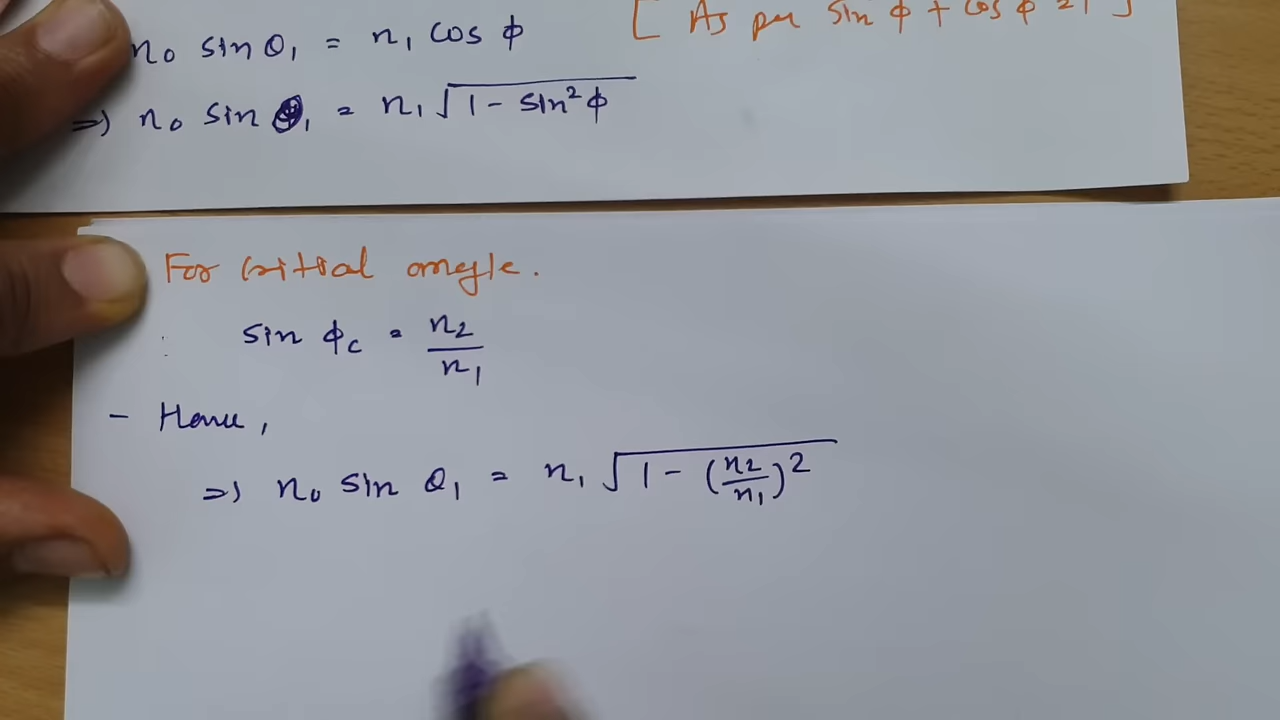 n₀ sin θ₁ = n₁ cos φ [ As per sin φ + cos φ = 1 ]
⇒ n₀ sin θ₁ = n₁ √(1 - sin²φ)
For critical angle.
sin φc = n₂/n₁
- Hence,
⇒ n₀ sin θ₁ = n₁ √(1 - (n₂/n₁)²)